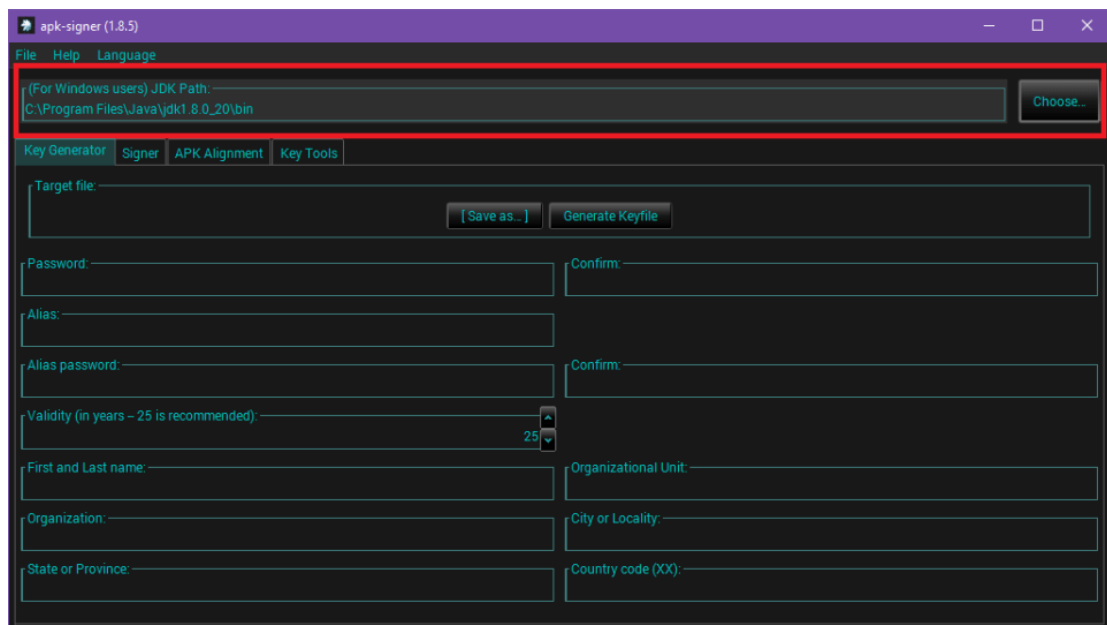 apk-signer (1.8.5)
File Help Language
(For Windows users) JDK Path:
C:\Program Files\Java\jdk1.8.0_20\bin
Choose...
Key Generator Signer APK Alignment Key Tools
Target file:
[ Save as... ] Generate Keyfile
Password: Confirm:
Alias:
Alias password: Confirm:
Validity (in years – 25 is recommended):
25
First and Last name: Organizational Unit:
Organization: City or Locality:
State or Province: Country code (XX):